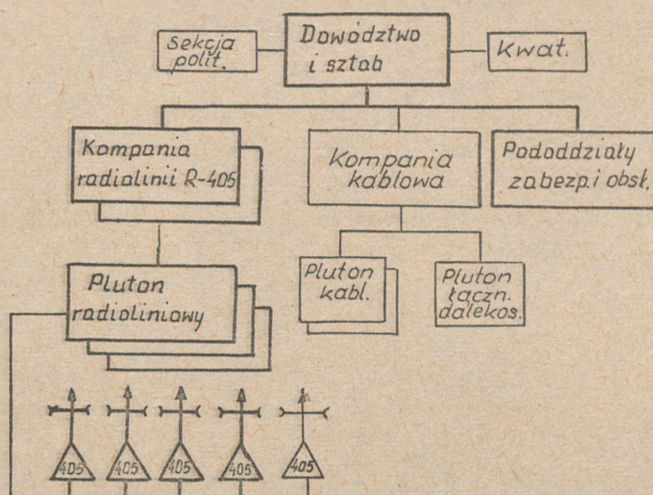 Sekcja
polit.
Dowództwo
i sztab
Kwat.
Kompania
radiolinii R-405
Kompania
kablowa
Pododdziały
zabezp. i obsł.
Pluton
radioliniowy
Pluton
kabl.
Pluton
łączn.
dalekos.
405
405
405
405
405